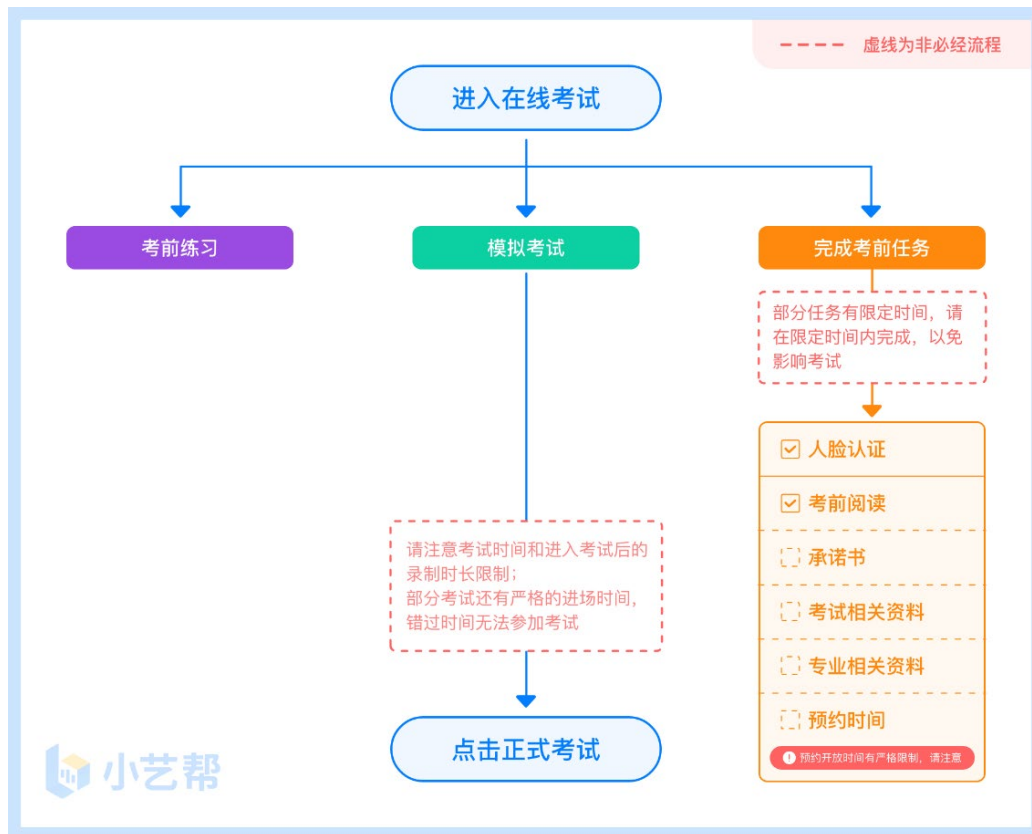 ---- 虚线为非必经流程
进入在线考试
考前练习
模拟考试
完成考前任务
部分任务有限定时间，请
在限定时间内完成，以免
影响考试
人脸认证
考前阅读
承诺书
考试相关资料
专业相关资料
预约时间
预约开放时间有严格限制，请注意
请注意考试时间和进入考试后的
录制时长限制；
部分考试还有严格的进场时间，
错过时间无法参加考试
点击正式考试
小艺帮